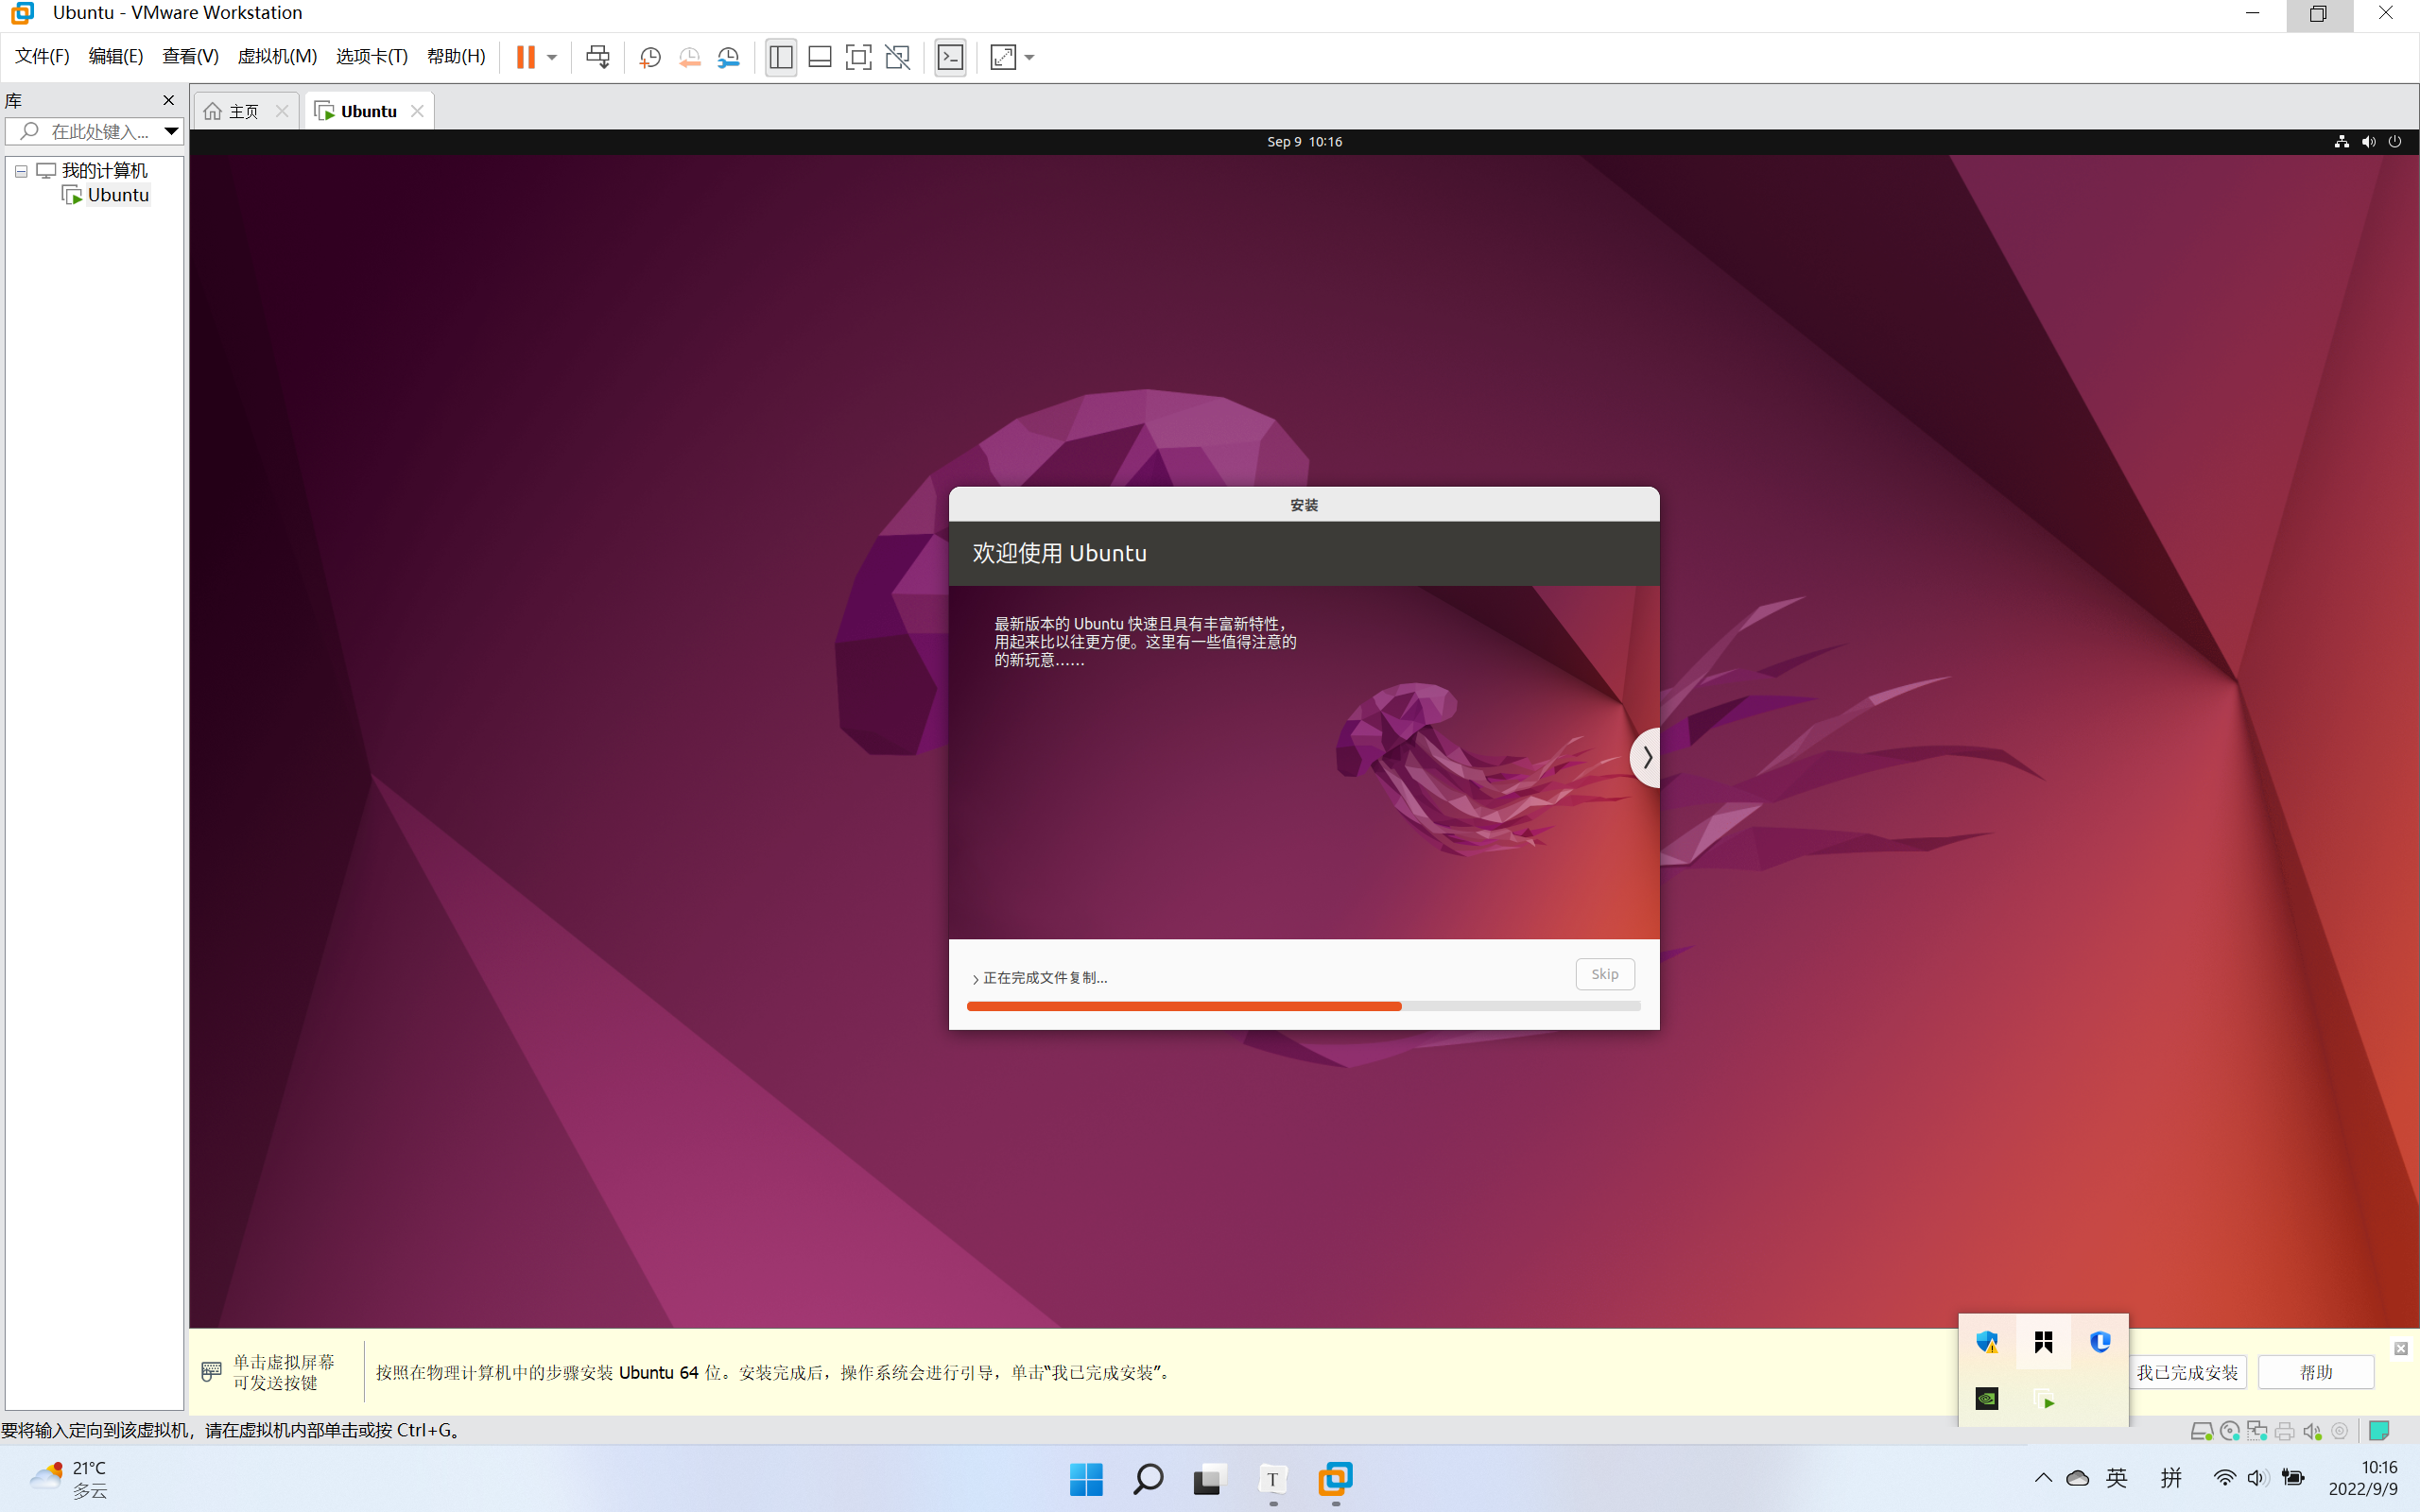 Ubuntu - VMware Workstation
文件(F) 编辑(E) 查看(V) 虚拟机(M) 选项卡(T) 帮助(H)
库
主页 Ubuntu
在此处键入...
Sep 9 10:16
我的计算机
Ubuntu
安装
欢迎使用 Ubuntu
最新版本的 Ubuntu 快速且具有丰富新特性，
用起来比以往更方便。这里有一些值得注意的
的新玩意……
正在完成文件复制...
Skip
单击虚拟屏幕
可发送按键
按照在物理计算机中的步骤安装 Ubuntu 64 位。安装完成后，操作系统会进行引导，单击“我已完成安装”。
我已完成安装
帮助
要将输入定向到该虚拟机，请在虚拟机内部单击或按 Ctrl+G。
21°C
多云
T
英 拼
10:16
2022/9/9